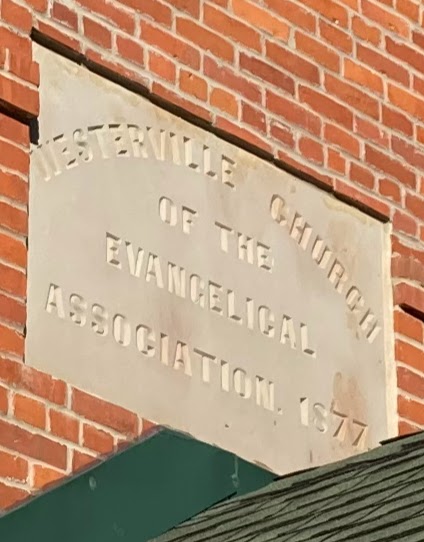 WESTERVILLE CHURCH
OF THE
EVANGELICAL
ASSOCIATION. 1877